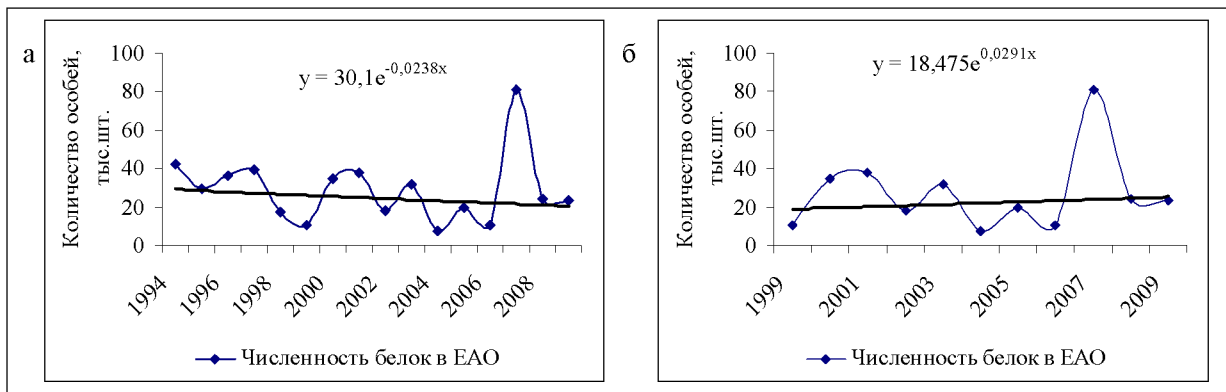 а
Количество особей,
тыс.шт.
100
80
60
40
20
0
y = 30,1e^-0,0238x
1994
1996
1998
2000
2002
2004
2006
2008
Численность белок в ЕАО
б
Количество особей,
тыс.шт.
100
80
60
40
20
0
y = 18,475e^0,0291x
1999
2001
2003
2005
2007
2009
Численность белок в ЕАО